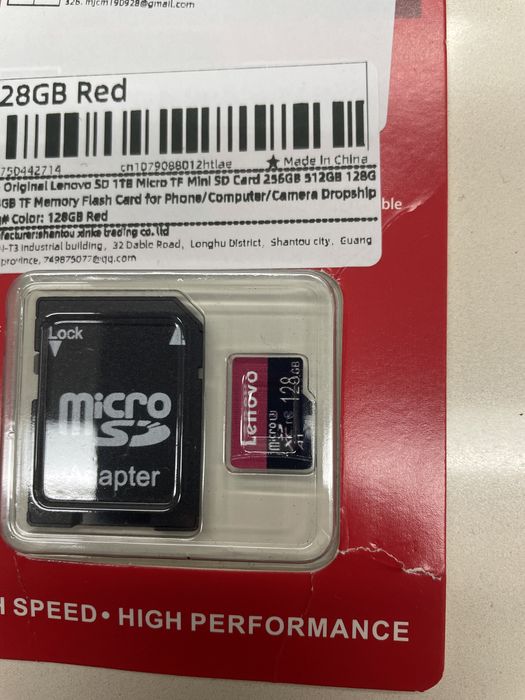 mjcm190928@gmail.com
28GB Red
75D442714
cn1079088012htlae
★ Made In China
Original Lenovo SD 1TB Micro TF Mini SD Card 256GB 512GB 128G
GB TF Memory Flash Card for Phone/Computer/Camera Dropship
# Color: 128GB Red
facturer:shantou xinke trading co.ltd
I-T3 industrial building, 32 Dable Road, Longhu District, Shantou city, Guang
province, 749875077@qq.com
ble
Lock
micro
SD
Adapter
Lenovo
micro
128GB
A1
H SPEED • HIGH PERFORMANCE